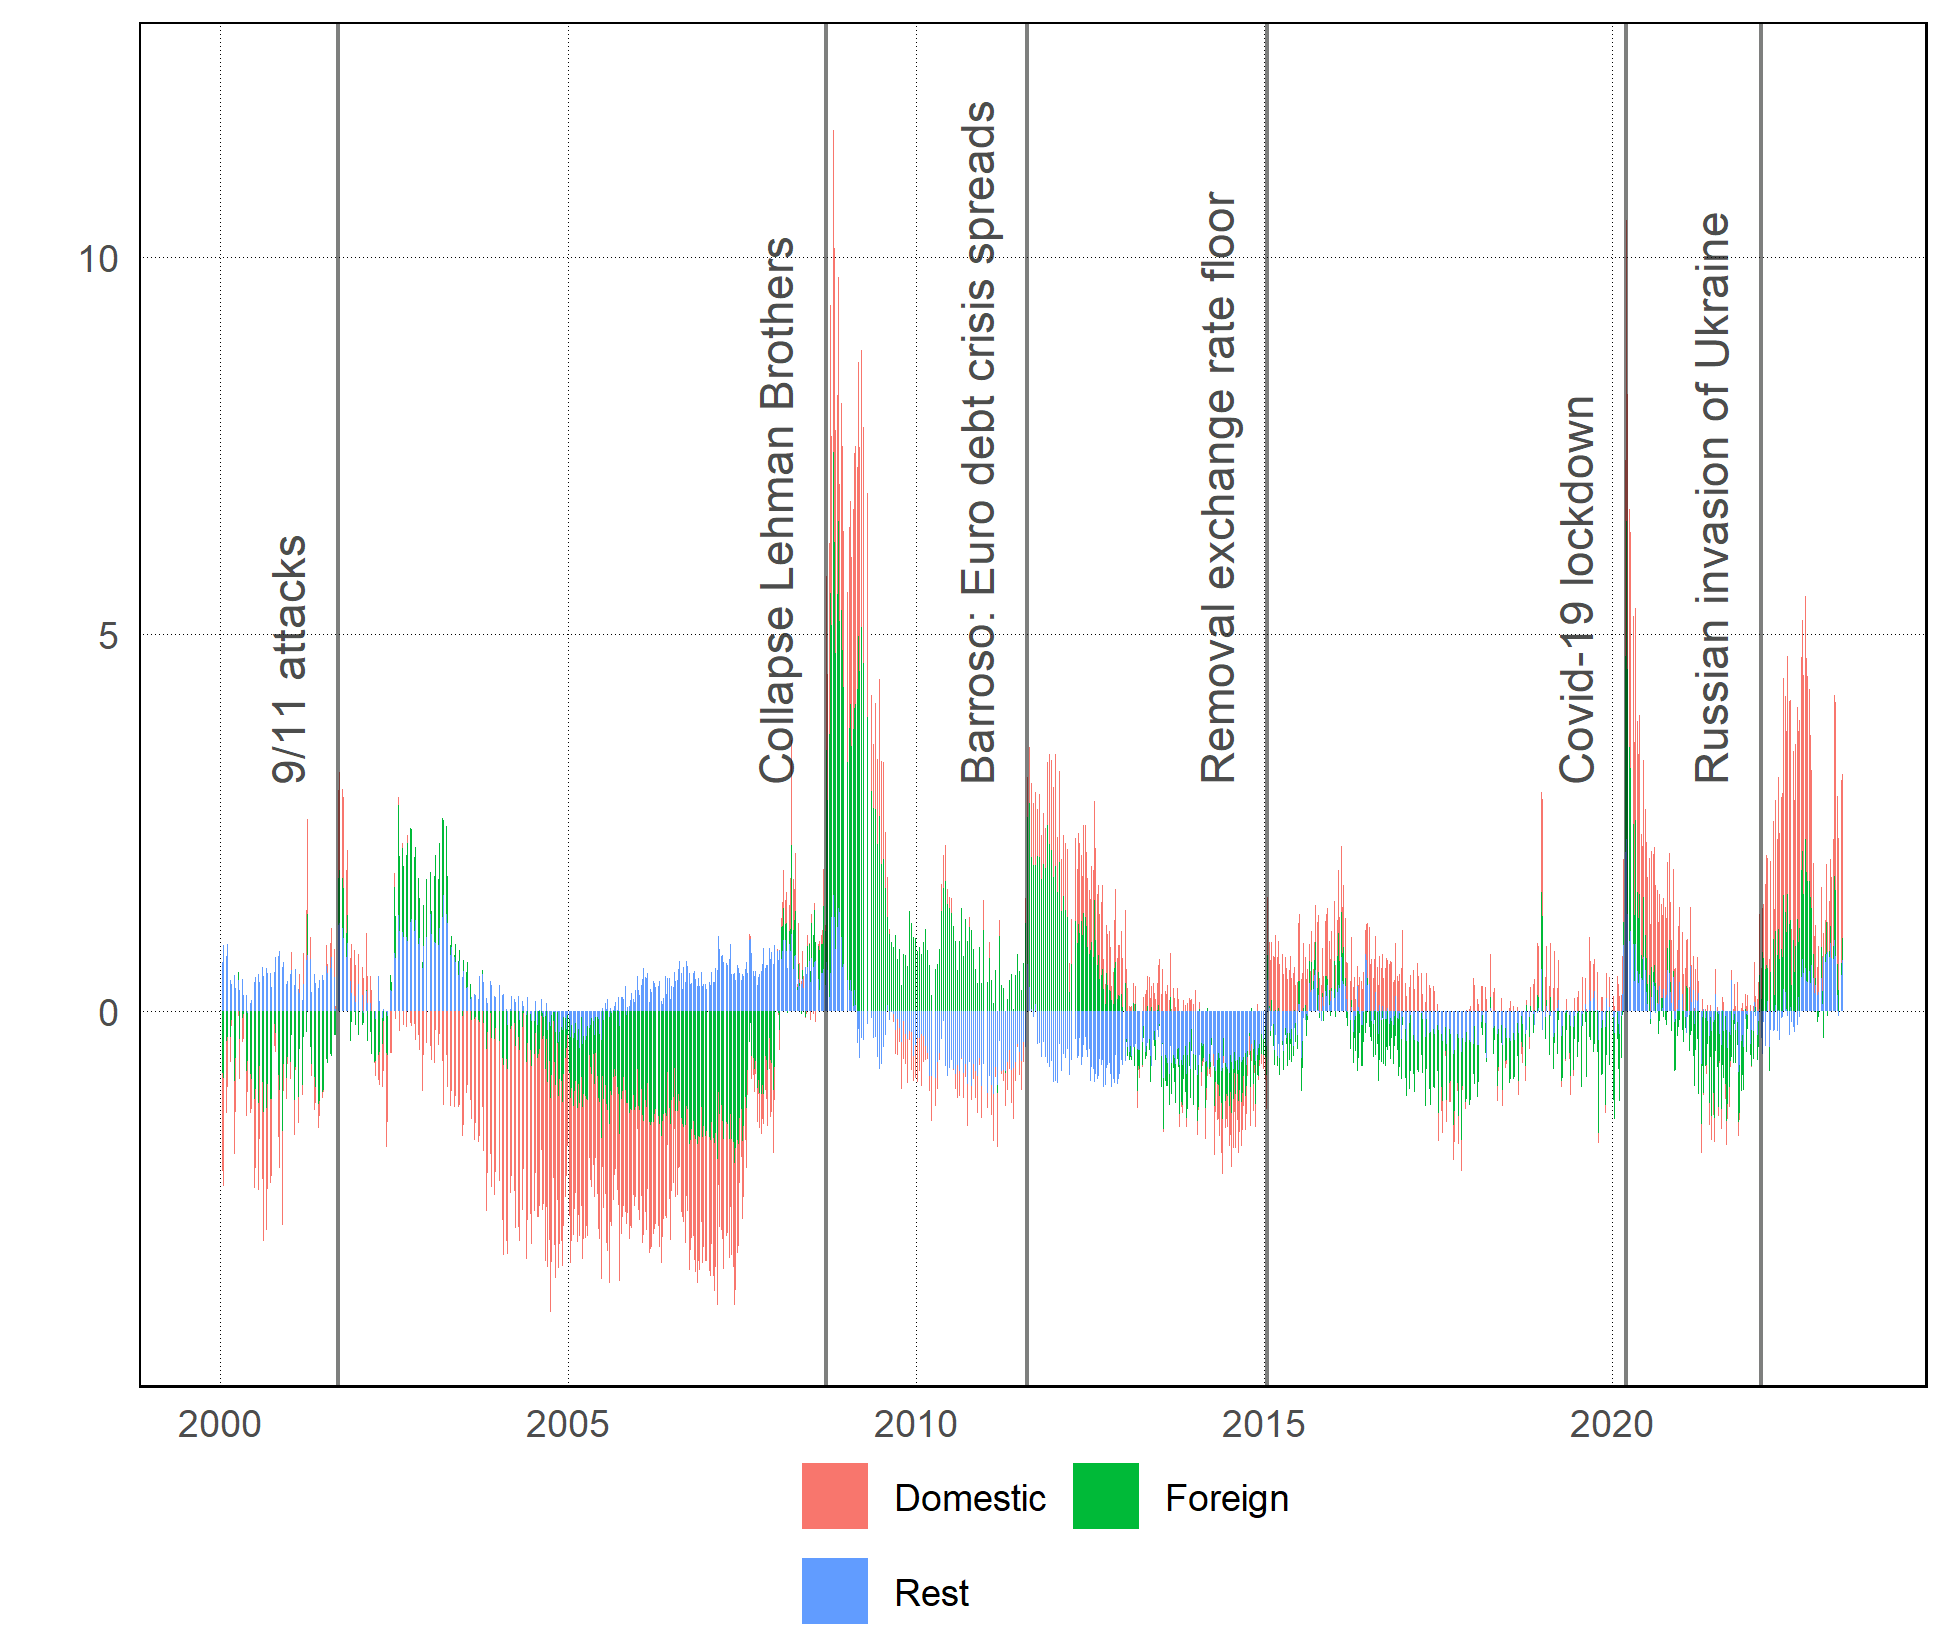 9/11 attacks
Collapse Lehman Brothers
Barroso: Euro debt crisis spreads
Removal exchange rate floor
Covid-19 lockdown
Russian invasion of Ukraine
10
5
0
2000 2005 2010 2015 2020
Domestic Foreign
Rest